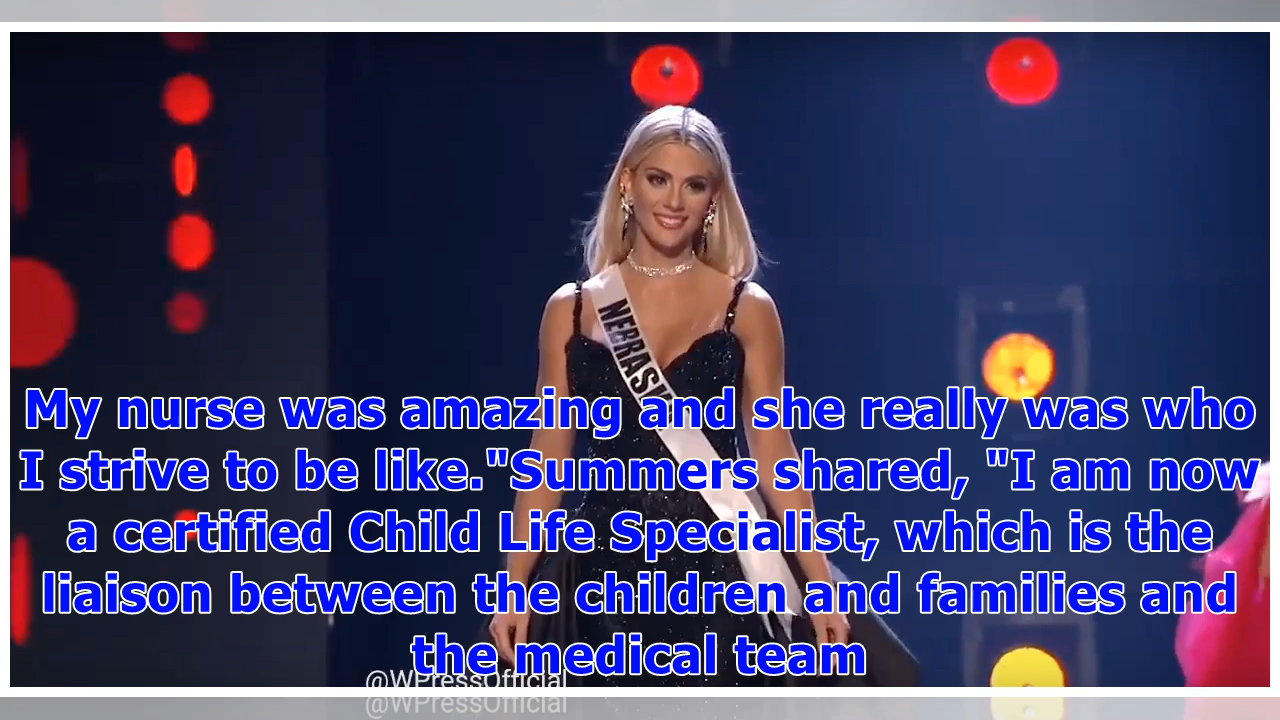 NEBRASK
My nurse was amazing and she really was who
I strive to be like."Summers shared, "I am now
a certified Child Life Specialist, which is the
liaison between the children and families and
the medical team
@WPressOfficial
@WPressOfficial